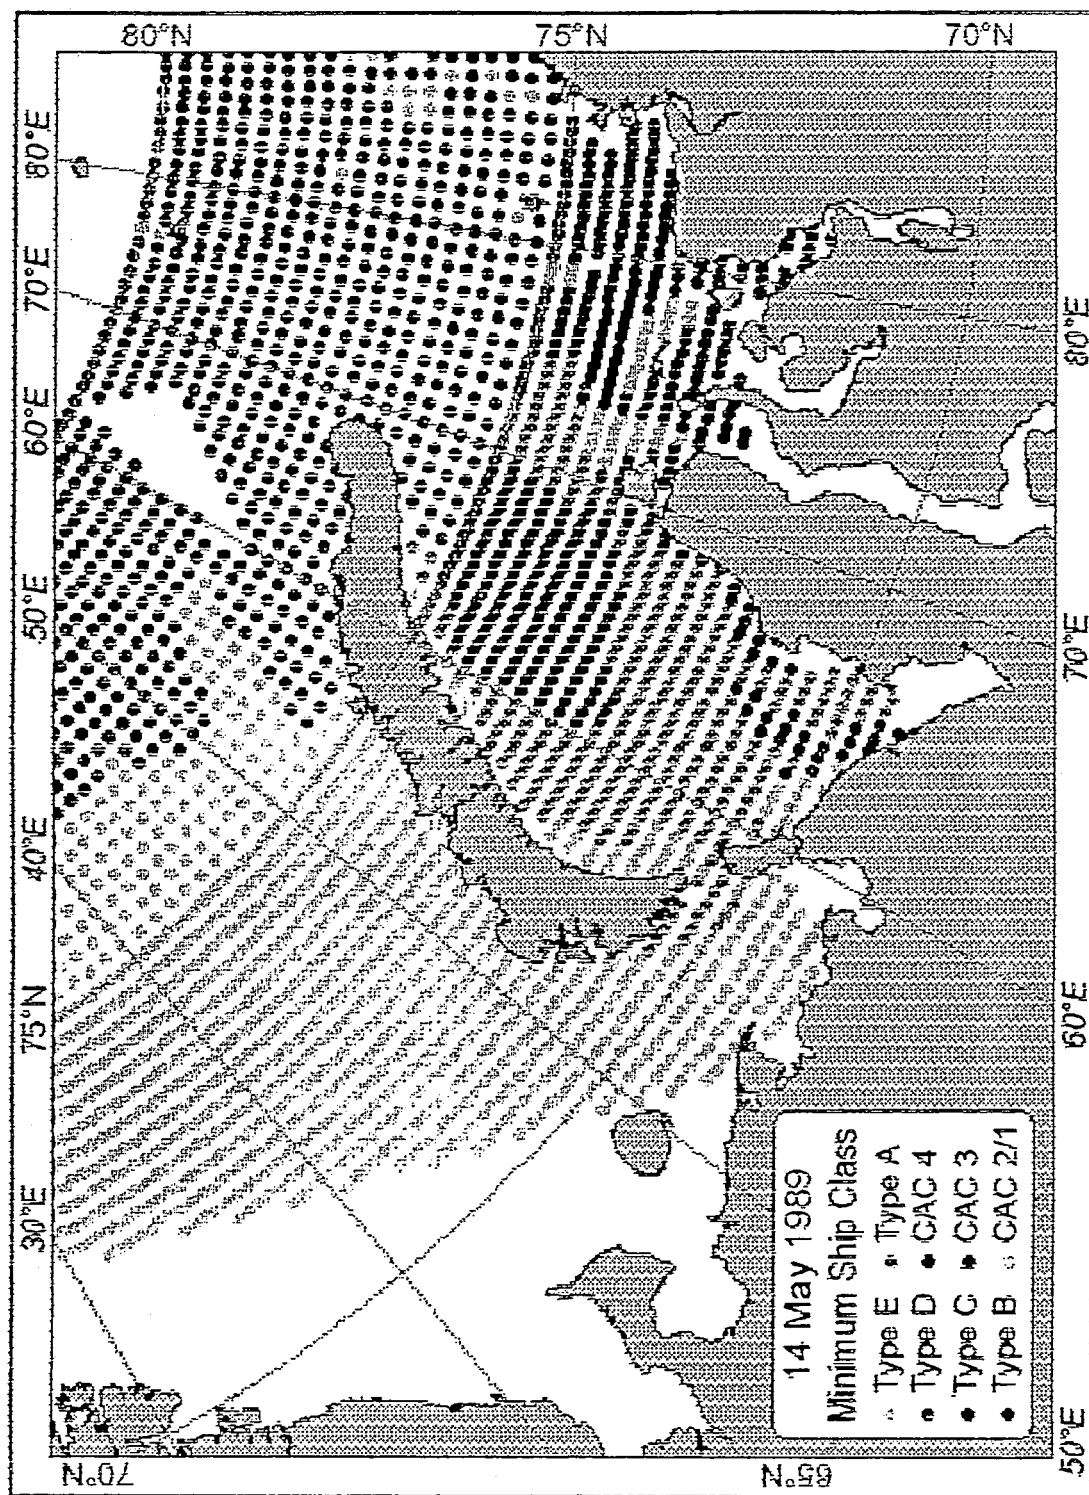 80°N 75°N 70°N
80°E
70°E
60°E
50°E
40°E
75°N
30°E
70°N
65°N
80°E
70°E
60°E
50°E
14 May 1989
Minimum Ship Class
Type E Type A
Type D CAC 4
Type C CAC 3
Type B CAC 2/1